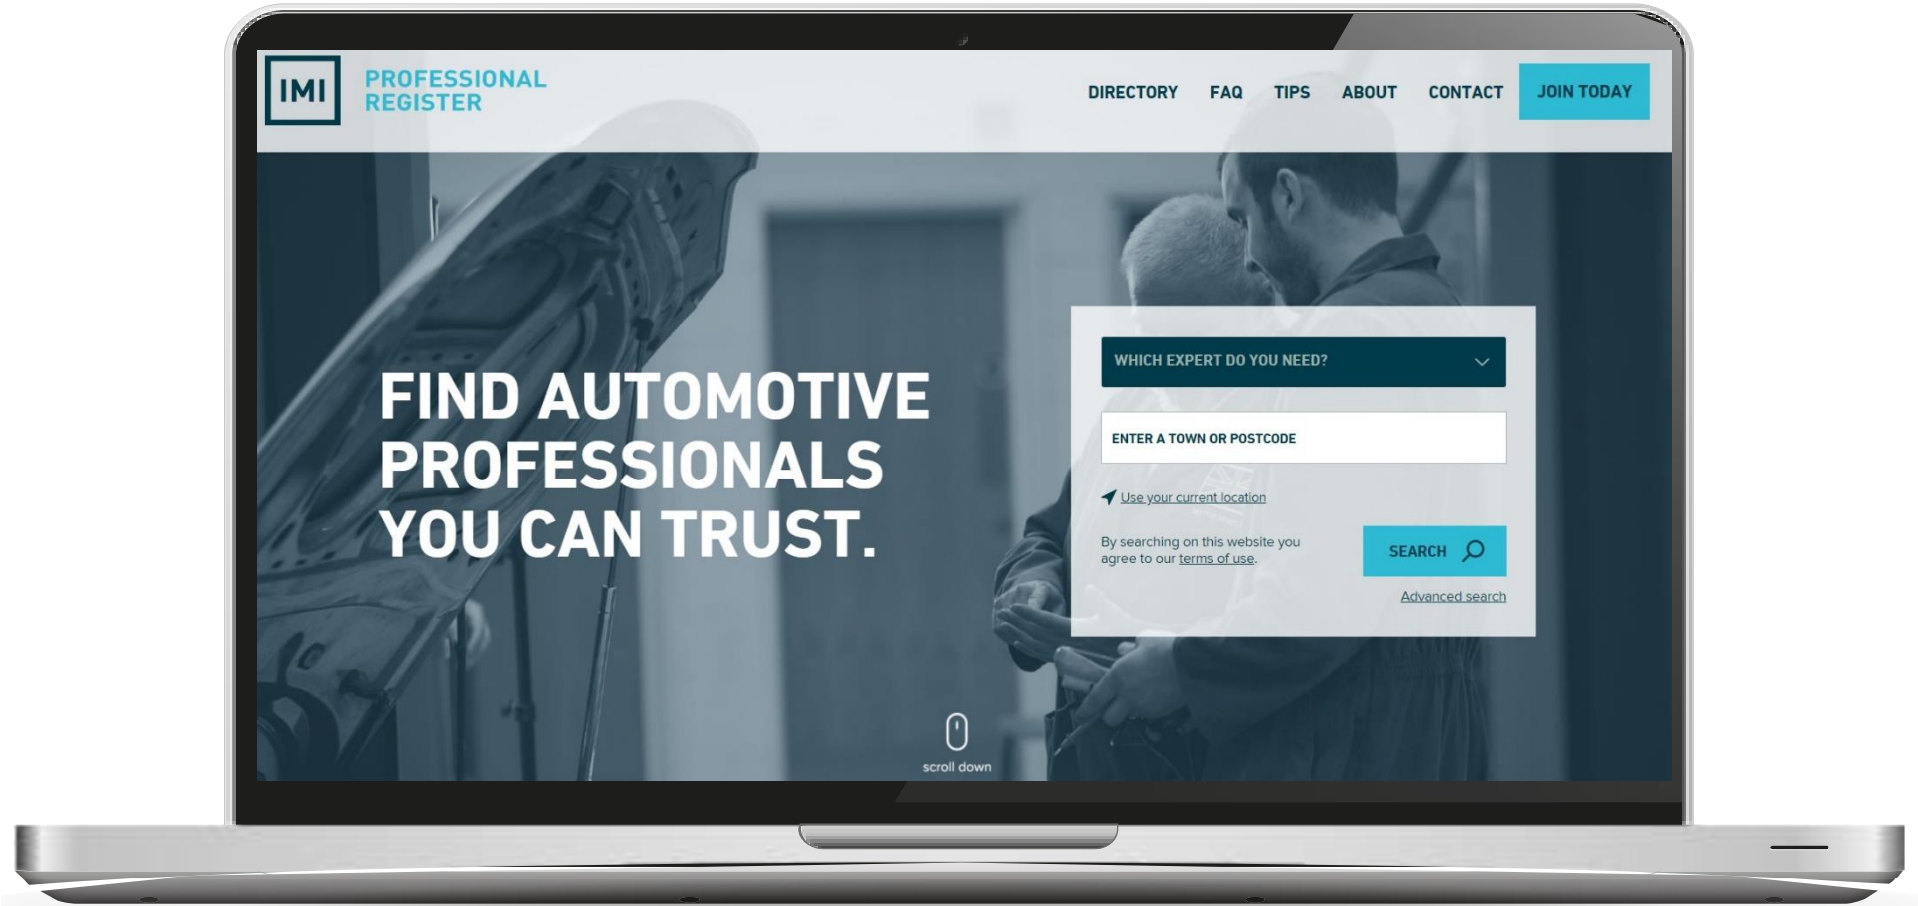 IMI
PROFESSIONAL
REGISTER
DIRECTORY FAQ TIPS ABOUT CONTACT JOIN TODAY
FIND AUTOMOTIVE
PROFESSIONALS
YOU CAN TRUST.
WHICH EXPERT DO YOU NEED?
ENTER A TOWN OR POSTCODE
Use your current location
By searching on this website you
agree to our terms of use.
SEARCH
Advanced search
scroll down